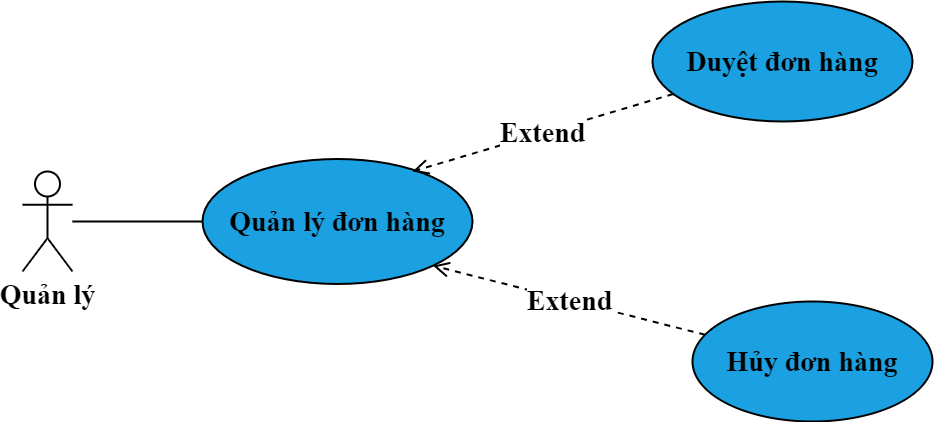 Duyệt đơn hàng
Extend
Quản lý đơn hàng
Quản lý
Extend
Hủy đơn hàng